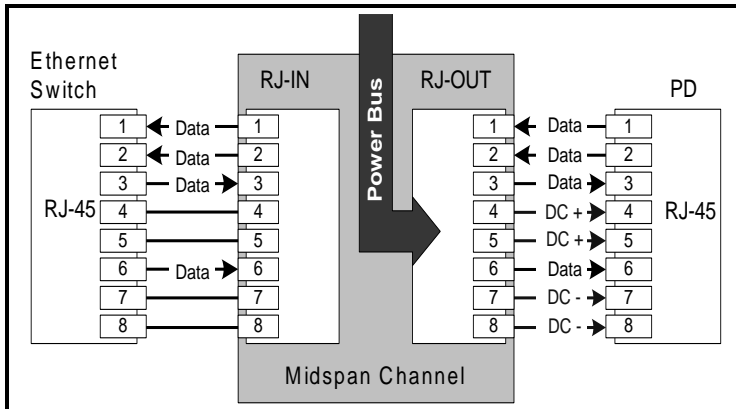 Ethernet
Switch
RJ-IN
Power Bus
RJ-OUT
PD
1 Data 1 1 Data 1
2 Data 2 2 Data 2
3 Data 3 3 Data 3
RJ-45 4 4 4 DC + 4 RJ-45
5 5 5 DC + 5
6 Data 6 6 Data 6
7 7 7 DC - 7
8 8 8 DC - 8
Midspan Channel